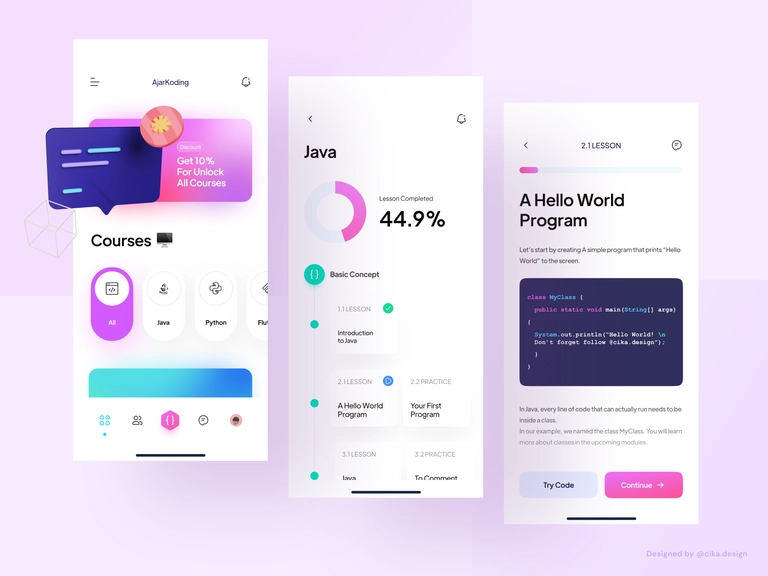 AjarKoding
Discount
Get 10%
For Unlock
All Courses
Courses
All
Java
Python
Flut
Java
Lesson Completed
44.9%
{ } Basic Concept
1.1 LESSON
Introduction
to Java
2.1 LESSON
A Hello World
Program
2.2 PRACTICE
Your First
Program
3.1 LESSON
Java
3.2 PRACTICE
To Comment
2.1 LESSON
A Hello World
Program
Let's start by creating A simple program that prints "Hello
World" to the screen.
class MyClass {
public static void main(String[] args)
{
System.out.println("Hello World! \n
Don't forget follow @cika.design");
}
}
In Java, every line of code that can actually run needs to be
inside a class.
In our example, we named the class MyClass. You will learn
more about classes in the upcoming modules.
Try Code
Continue →
Designed by @cika.design